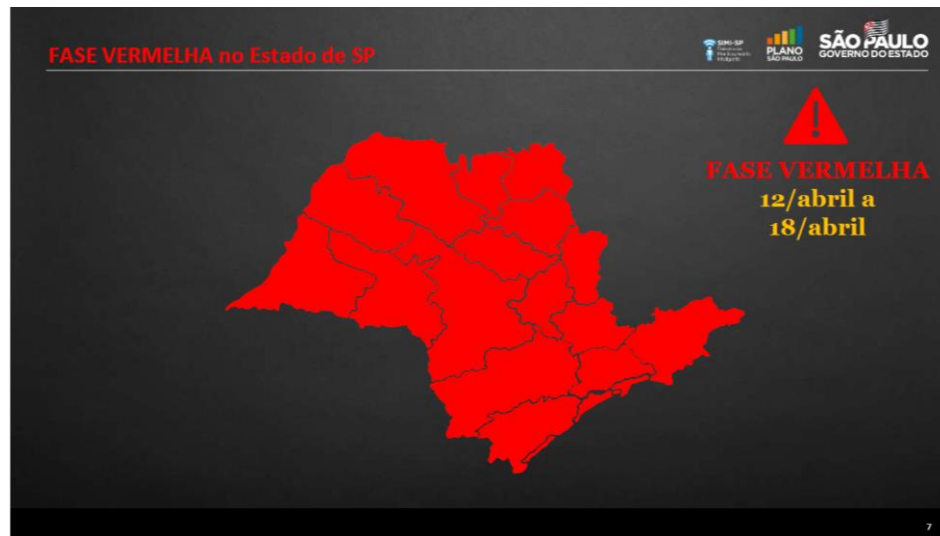 FASE VERMELHA no Estado de SP
SIMI-SP
PLANO
SÃO PAULO
SÃO PAULO
GOVERNO DO ESTADO
FASE VERMELHA
12/abril a
18/abril
7